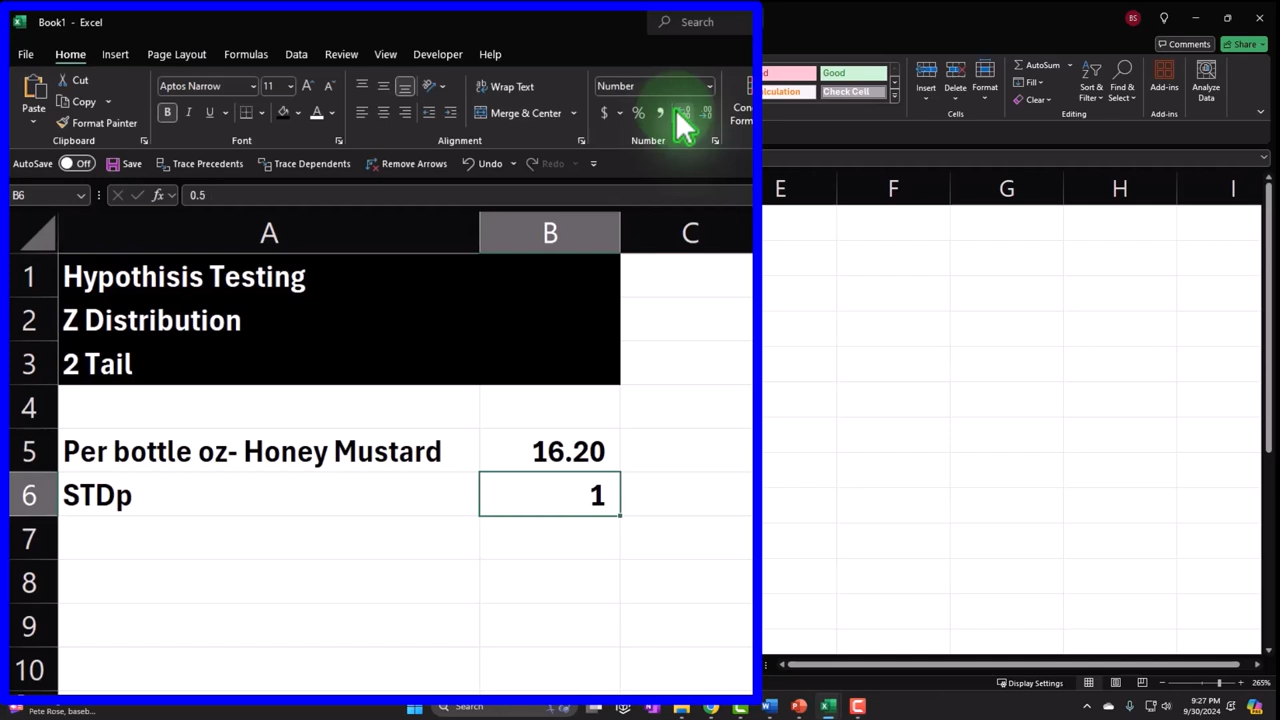 Book1 - Excel
Search
BS
File Home Insert Page Layout Formulas Data Review View Developer Help
Comments
Share
Paste
Cut
Copy
Format Painter
Clipboard
Aptos Narrow
11
B I U
Font
Wrap Text
Merge & Center
Alignment
Number
$ % ,
Number
Good
Check Cell
Insert
Delete
Format
Cells
AutoSum
Fill
Clear
Sort &
Filter
Find &
Select
Editing
Add-ins
Add-ins
Analyze
Data
AutoSave Off Save Trace Precedents Trace Dependents Remove Arrows Undo Redo
B6
fx 0.5
A B C E F G H I
1 Hypothisis Testing
2 Z Distribution
3 2 Tail
4
5 Per bottle oz- Honey Mustard 16.20
6 STDp 1
7
8
9
10
Display Settings
265%
Pete Rose, baseb...
Search
9:27 PM
9/30/2024